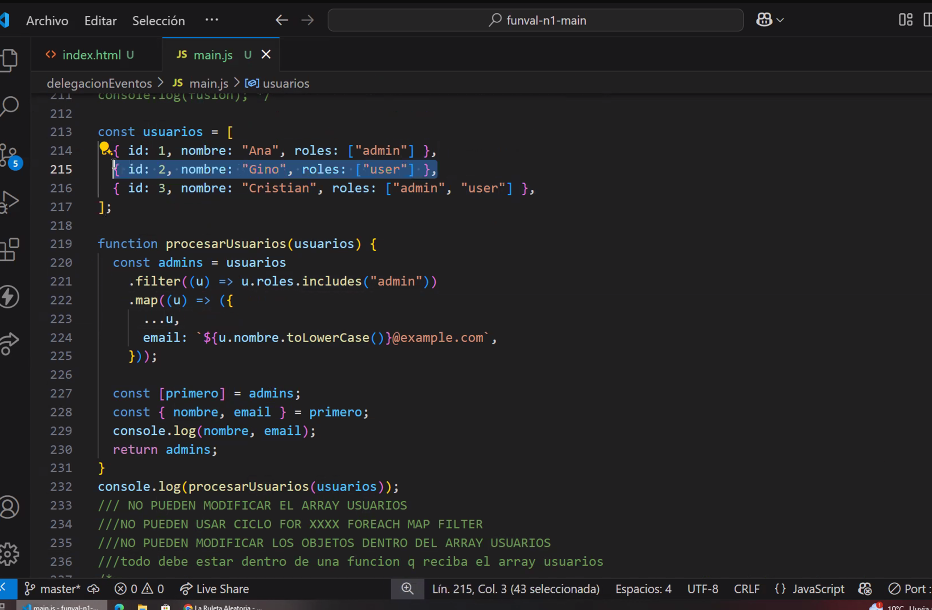 Archivo Editar Selección ··· funval-n1-main
index.html U JS main.js U
delegacionEventos > JS main.js > usuarios
211 console.log(fusion); */
212
213 const usuarios = [
214 { id: 1, nombre: "Ana", roles: ["admin"] },
215 { id: 2, nombre: "Gino", roles: ["user"] },
216 { id: 3, nombre: "Cristian", roles: ["admin", "user"] },
217 ];
218
219 function procesarUsuarios(usuarios) {
220 const admins = usuarios
221 .filter((u) => u.roles.includes("admin"))
222 .map((u) => ({
223 ...u,
224 email: `${u.nombre.toLowerCase()}@example.com`,
225 }));
226
227 const [primero] = admins;
228 const { nombre, email } = primero;
229 console.log(nombre, email);
230 return admins;
231 }
232 console.log(procesarUsuarios(usuarios));
233 /// NO PUEDEN MODIFICAR EL ARRAY USUARIOS
234 ///NO PUEDEN USAR CICLO FOR XXXX FOREACH MAP FILTER
235 ///NO PUEDEN MODIFICAR LOS OBJETOS DENTRO DEL ARRAY USUARIOS
236 ///todo debe estar dentro de una funcion q reciba el array usuarios
237 /*
5
master* 0 0 Live Share Lín. 215, Col. 3 (43 seleccionada) Espacios: 4 UTF-8 CRLF {} JavaScript Port :
main.js - funval-n1-... La Ruleta Aleatoria - ... 10°C